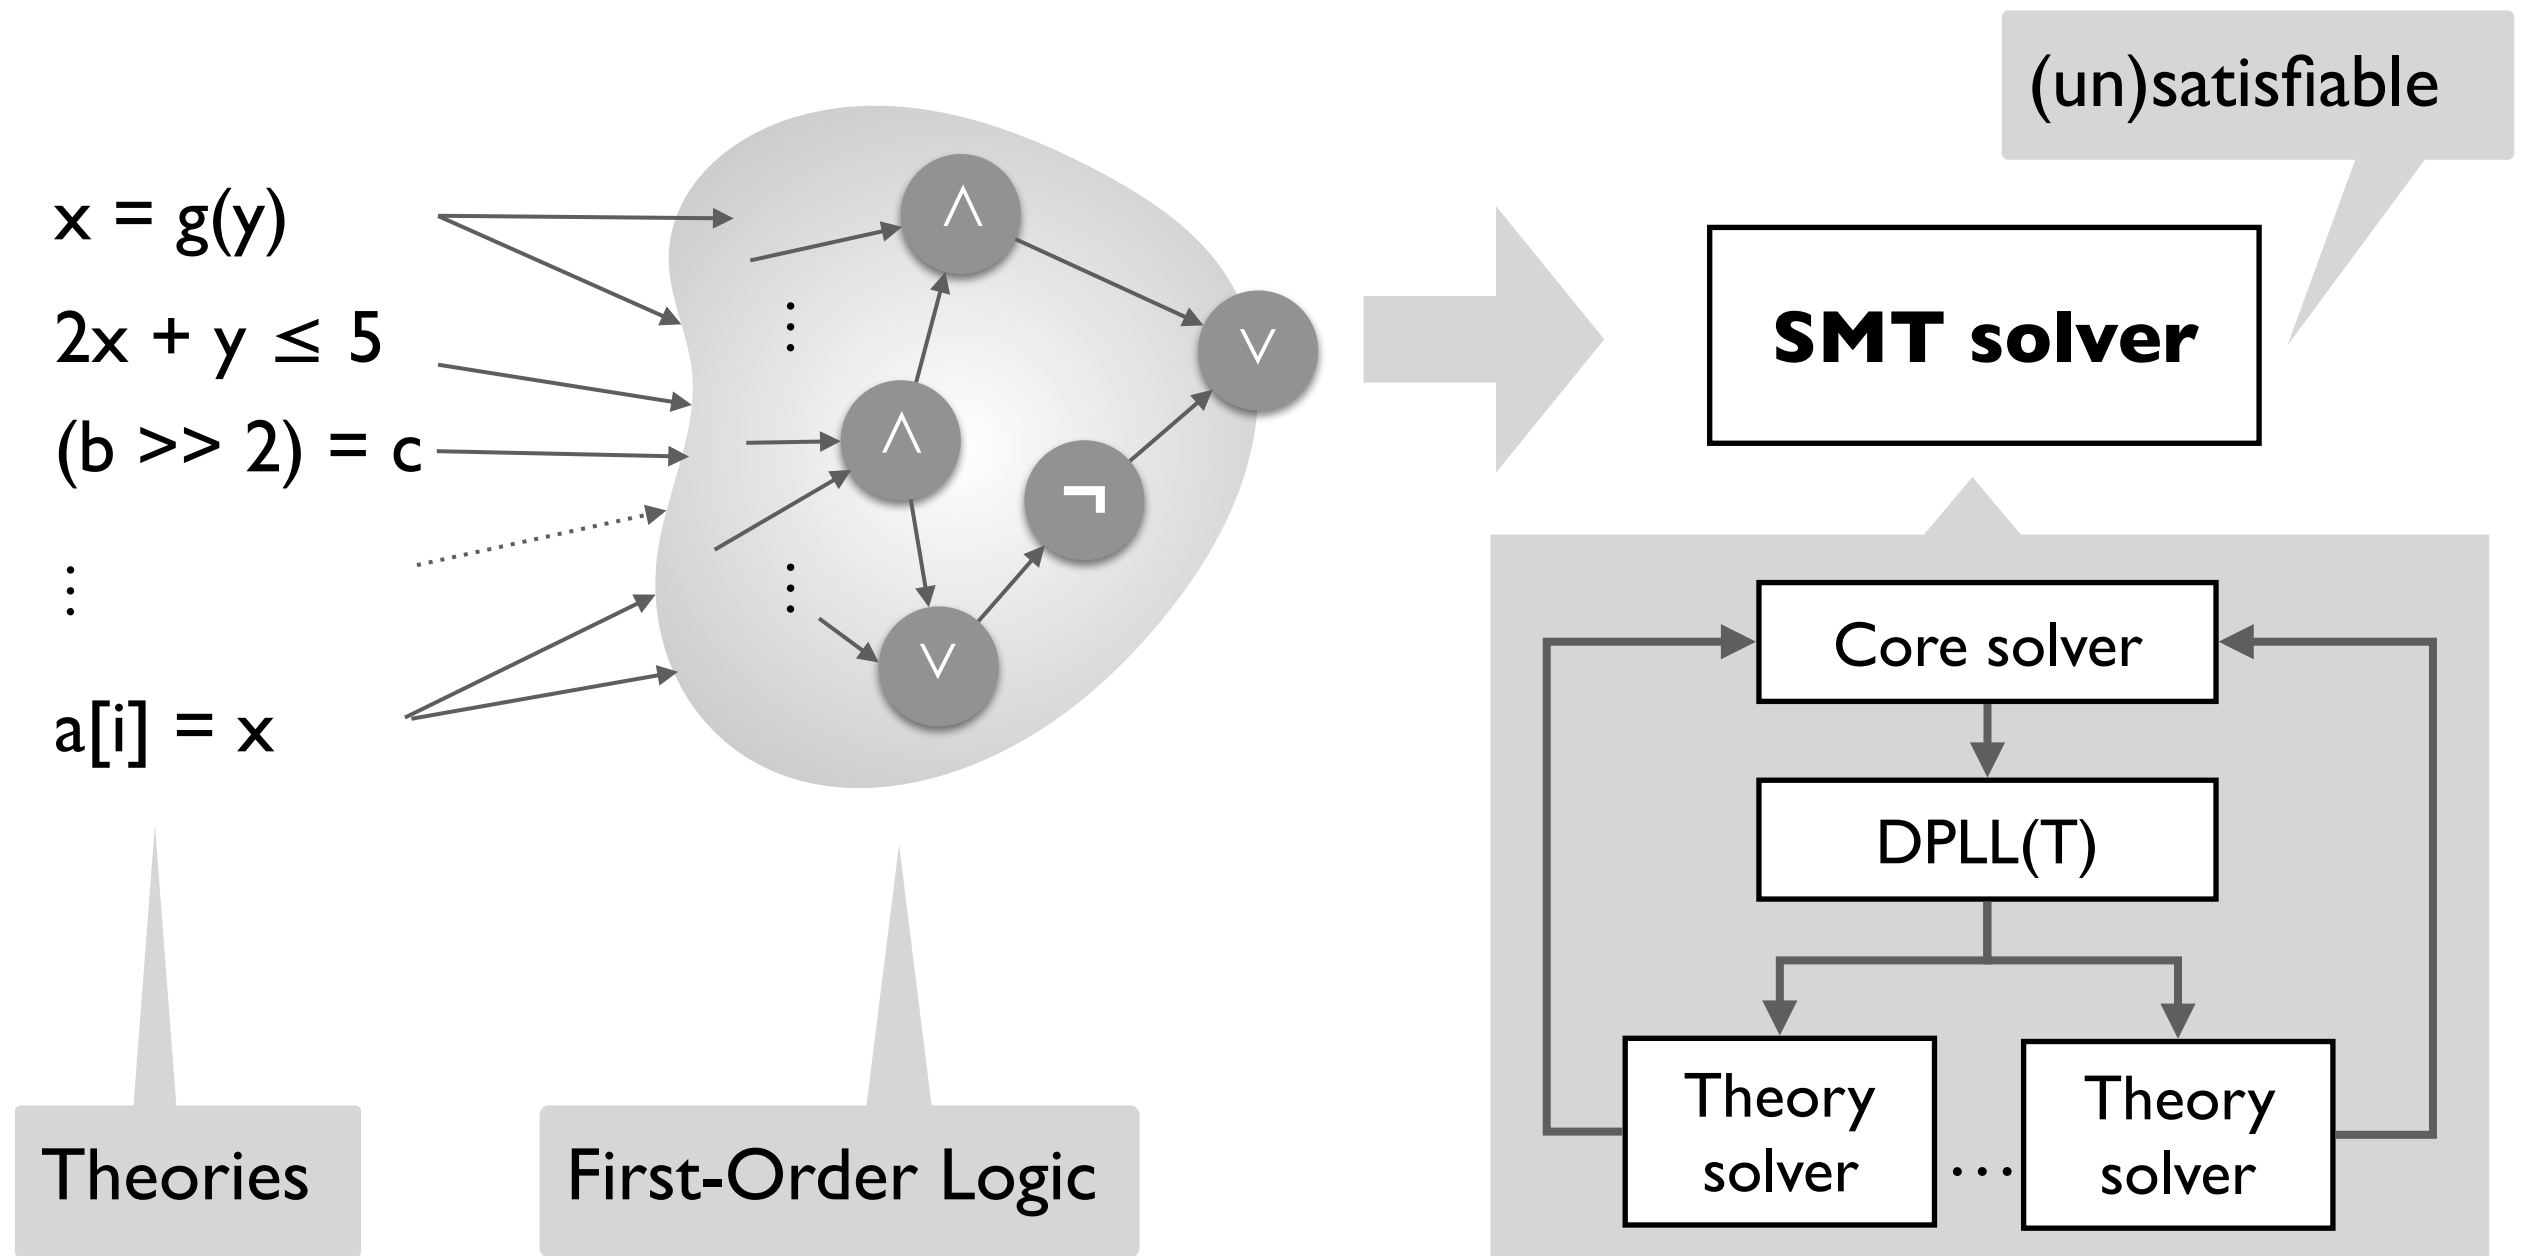 x = g(y)
2x + y ≤ 5
(b >> 2) = c
⋮
a[i] = x
Theories
∧
⋮
∧
∨
¬
⋮
∨
First-Order Logic
(un)satisfiable
SMT solver
Core solver
DPLL(T)
Theory
solver
…
Theory
solver